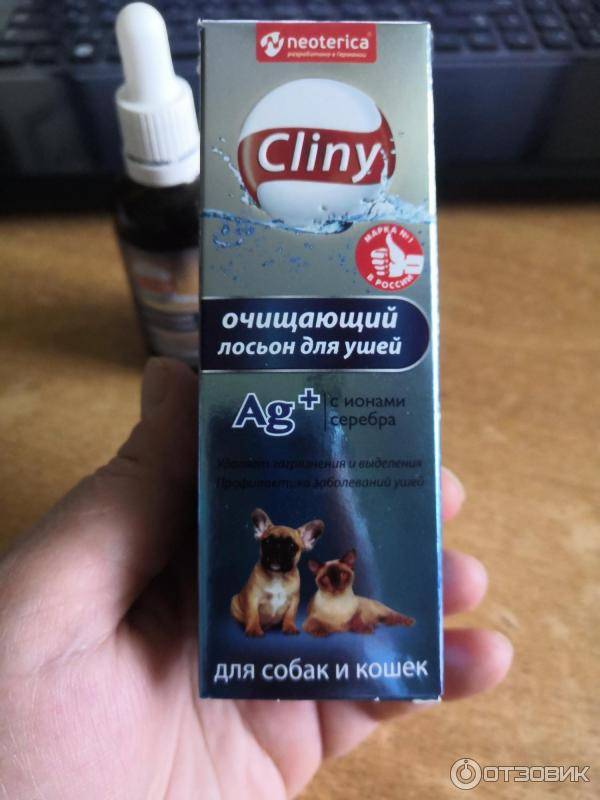 neoterica
разработано в Германии
Cliny
МАРКА №1
В РОССИИ
очищающий
лосьон для ушей
Ag+
с ионами
серебра
Удаляет загрязнения и выделения
Профилактика заболеваний ушей
для собак и кошек
ОТЗОВИК